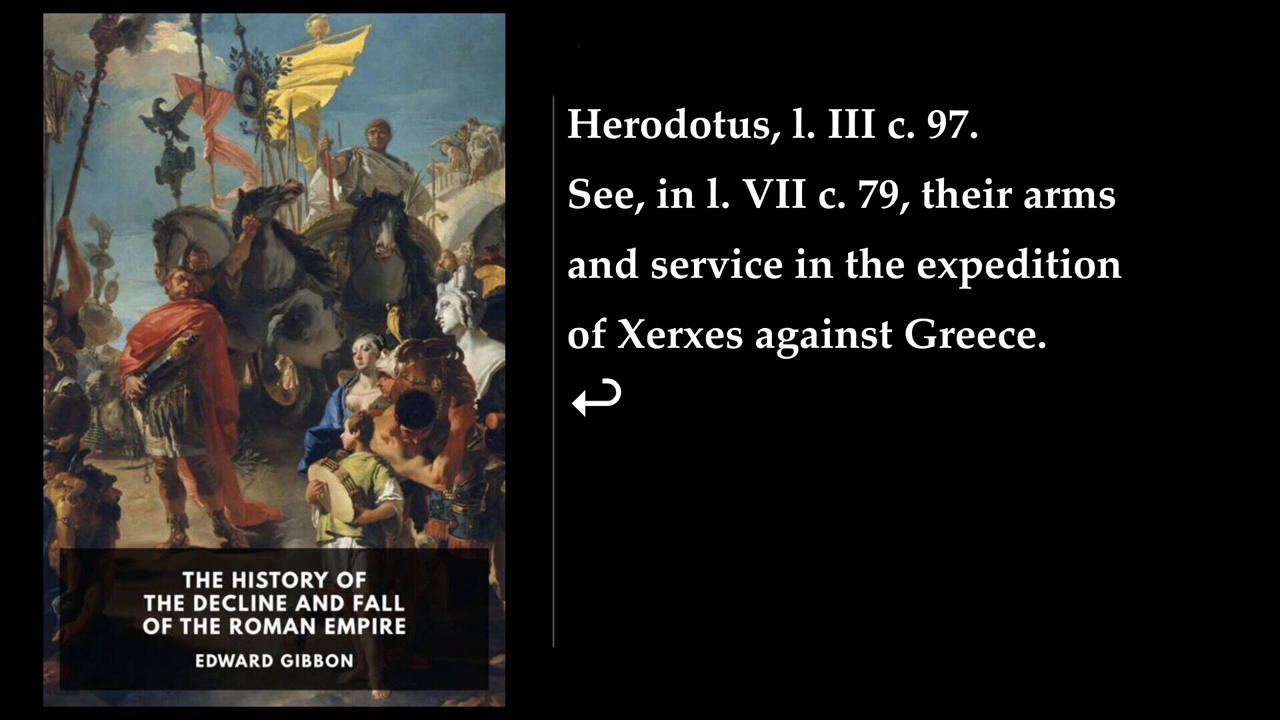 Herodotus, l. III c. 97.
See, in l. VII c. 79, their arms
and service in the expedition
of Xerxes against Greece.
↩
THE HISTORY OF
THE DECLINE AND FALL
OF THE ROMAN EMPIRE
EDWARD GIBBON